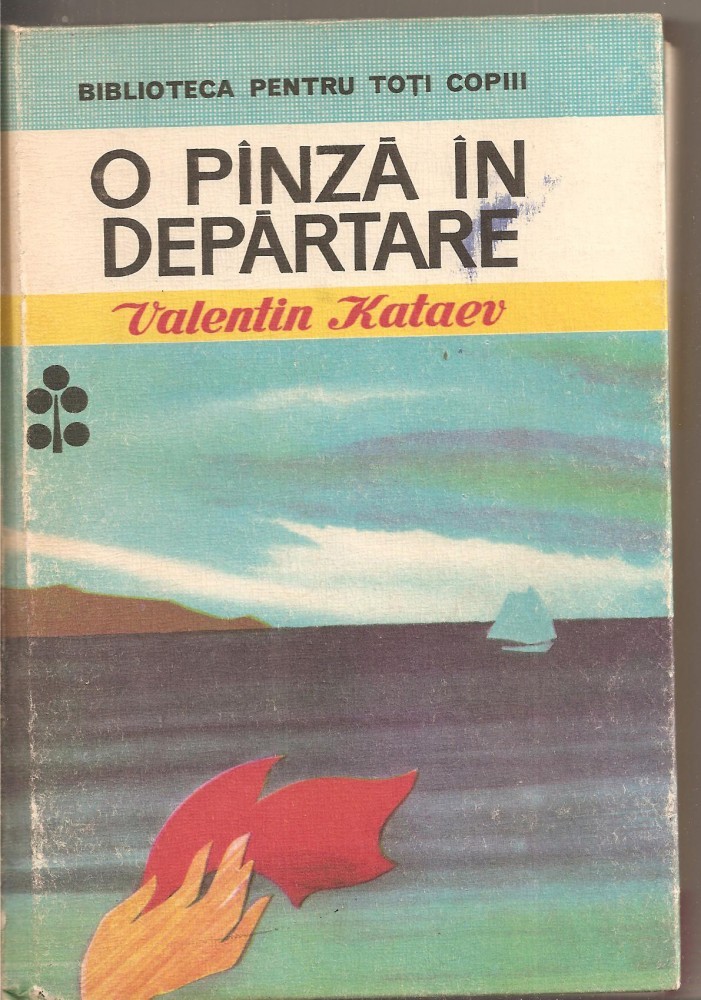 BIBLIOTECA PENTRU TOȚI COPIII
O PÎNZĂ ÎN
DEPĂRTARE
Valentin Kataev